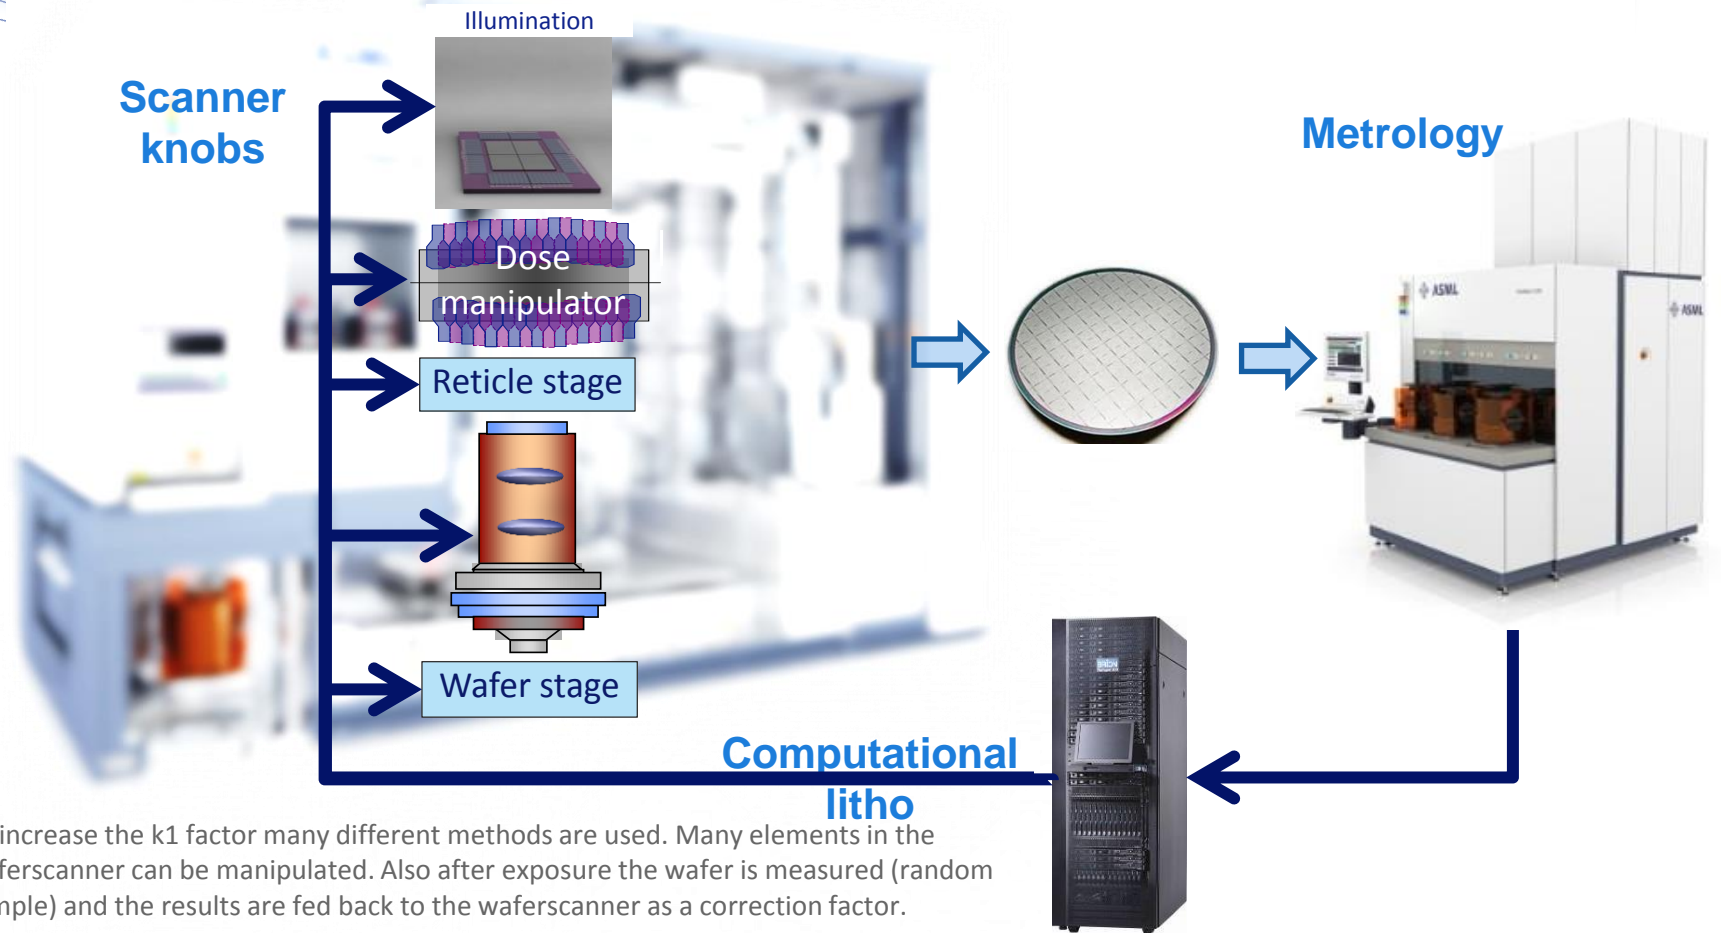 Illumination
Scanner
knobs
Metrology
Dose
manipulator
ASML
ASML
Reticle stage
Wafer stage
Computational
litho
increase the k1 factor many different methods are used. Many elements in the
ferscanner can be manipulated. Also after exposure the wafer is measured (random
mple) and the results are fed back to the waferscanner as a correction factor.